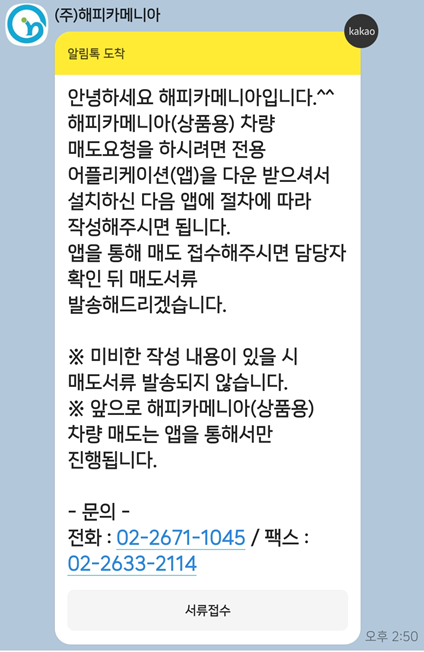 (주)해피카메니아
kakao
알림톡 도착
안녕하세요 해피카메니아입니다.^^
해피카메니아(상품용) 차량
매도요청을 하시려면 전용
어플리케이션(앱)을 다운 받으셔서
설치하신 다음 앱에 절차에 따라
작성해주시면 됩니다.
앱을 통해 매도 접수해주시면 담당자
확인 뒤 매도서류
발송해드리겠습니다.
※ 미비한 작성 내용이 있을 시
매도서류 발송되지 않습니다.
※ 앞으로 해피카메니아(상품용)
차량 매도는 앱을 통해서만
진행됩니다.
- 문의 -
전화 : 02-2671-1045 / 팩스 :
02-2633-2114
서류접수
오후 2:50